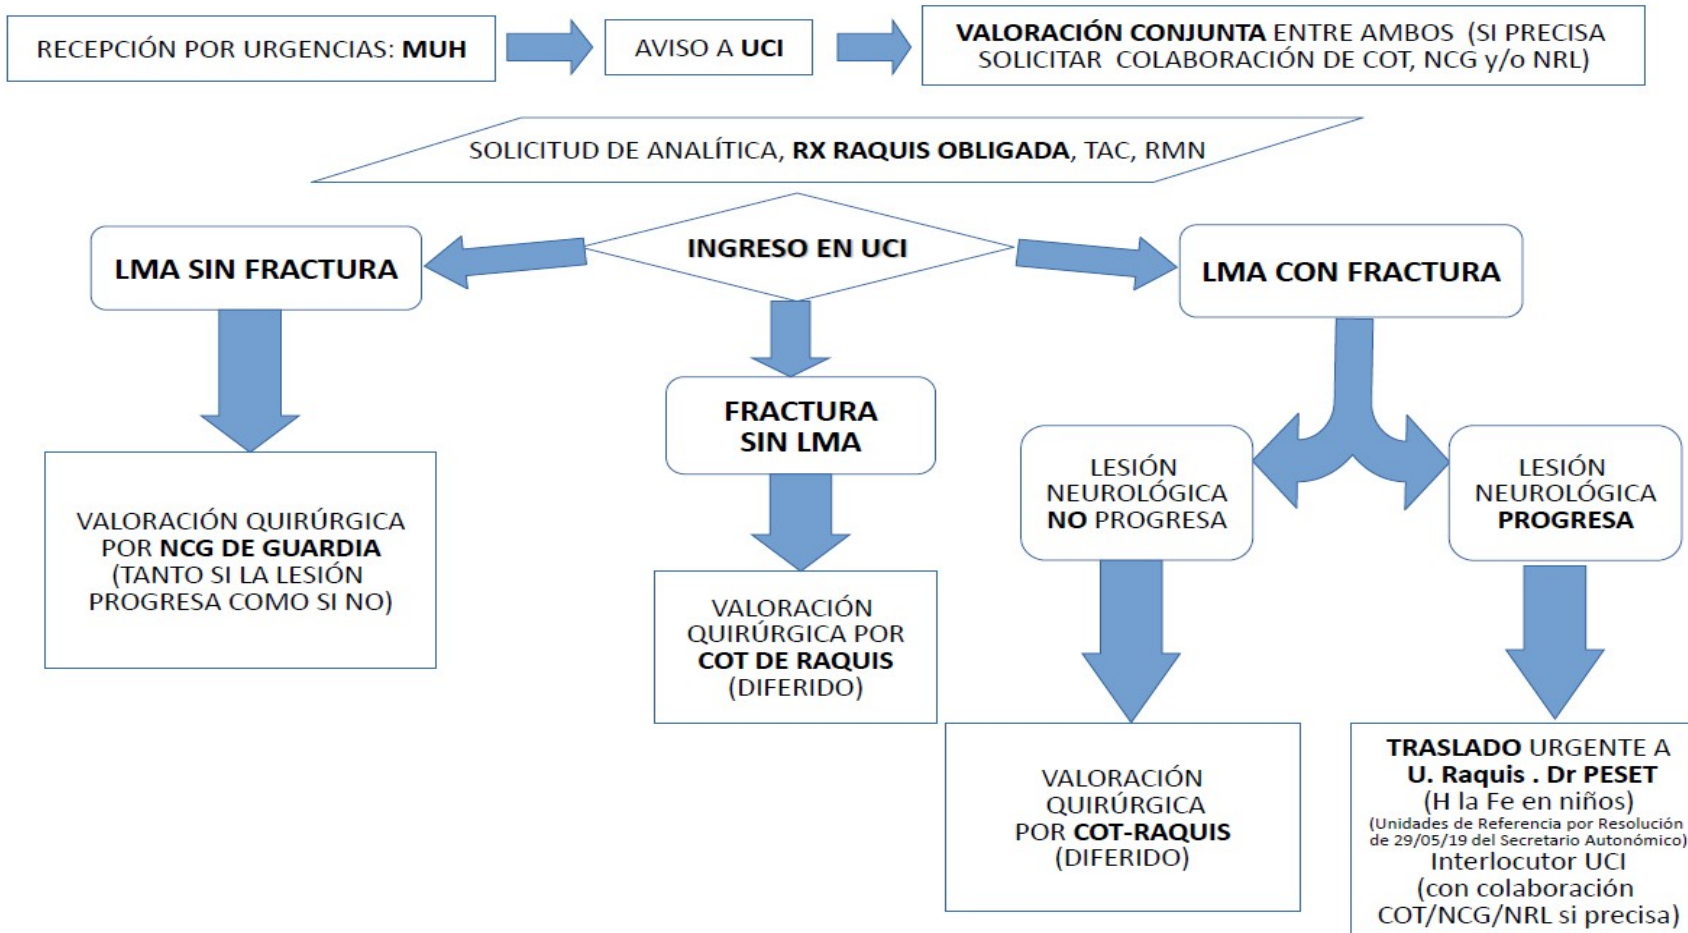 RECEPCIÓN POR URGENCIAS: MUH
AVISO A UCI
VALORACIÓN CONJUNTA ENTRE AMBOS (SI PRECISA
SOLICITAR COLABORACIÓN DE COT, NCG y/o NRL)
SOLICITUD DE ANALÍTICA, RX RAQUIS OBLIGADA, TAC, RMN
INGRESO EN UCI
LMA SIN FRACTURA
LMA CON FRACTURA
FRACTURA
SIN LMA
LESIÓN
NEUROLÓGICA
NO PROGRESA
LESIÓN
NEUROLÓGICA
PROGRESA
VALORACIÓN QUIRÚRGICA
POR NCG DE GUARDIA
(TANTO SI LA LESIÓN
PROGRESA COMO SI NO)
VALORACIÓN
QUIRÚRGICA POR
COT DE RAQUIS
(DIFERIDO)
VALORACIÓN
QUIRÚRGICA
POR COT-RAQUIS
(DIFERIDO)
TRASLADO URGENTE A
U. Raquis . Dr PESET
(H la Fe en niños)
(Unidades de Referencia por Resolución
de 29/05/19 del Secretario Autonómico)
Interlocutor UCI
(con colaboración
COT/NCG/NRL si precisa)